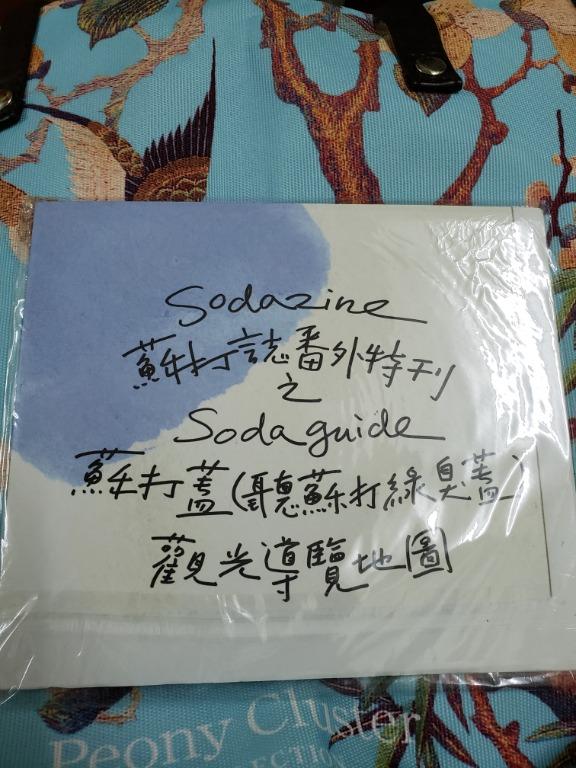 Sodazine
蘇打誌番外特刊
之
Sodaguide
蘇打蓋(聽蘇打綠臭蓋)
觀光導覽地圖
Peony Cluster